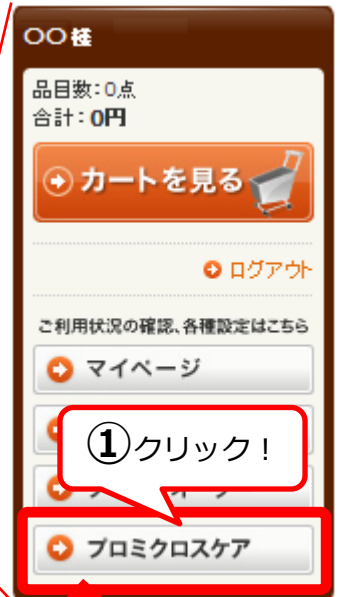 ○○様
品目数：0点
合計：0円
カートを見る
ログアウト
ご利用状況の確認、各種設定はこちら
マイページ
①クリック！
プロミクロスケア